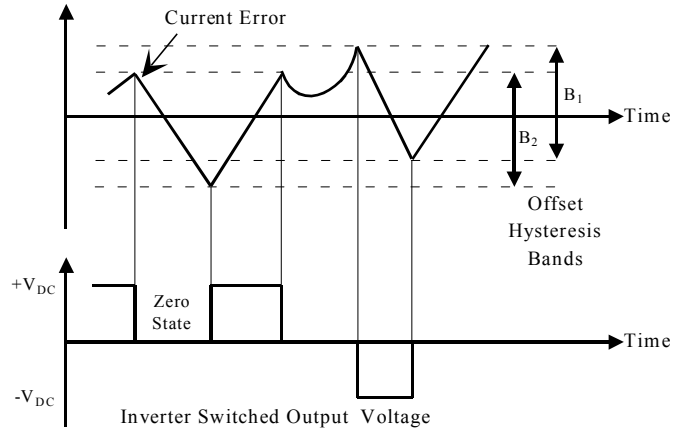 Current Error
Time
B1
B2
Offset
Hysteresis
Bands
+VDC
Zero
State
Time
-VDC
Inverter Switched Output Voltage